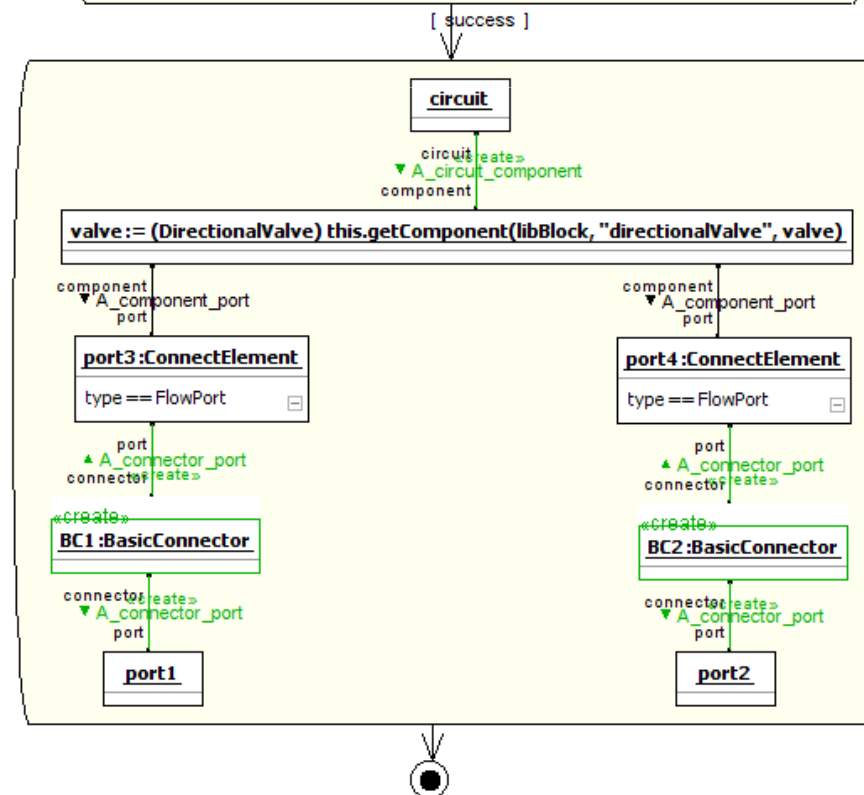 [ success ]
circuit
circuit «create»
▼ A_circuit_component
component
valve:= (DirectionalValve) this.getComponent(libBlock, "directionalValve", valve)
component component
▼ A_component_port ▼ A_component_port
port port
port3:ConnectElement port4:ConnectElement
type == FlowPort type == FlowPort
port port
▲ A_connector_port ▲ A_connector_port
connector «create» connector «create»
«create» «create»
BC1:BasicConnector BC2:BasicConnector
connector «create» connector «create»
▼ A_connector_port ▼ A_connector_port
port port
port1 port2